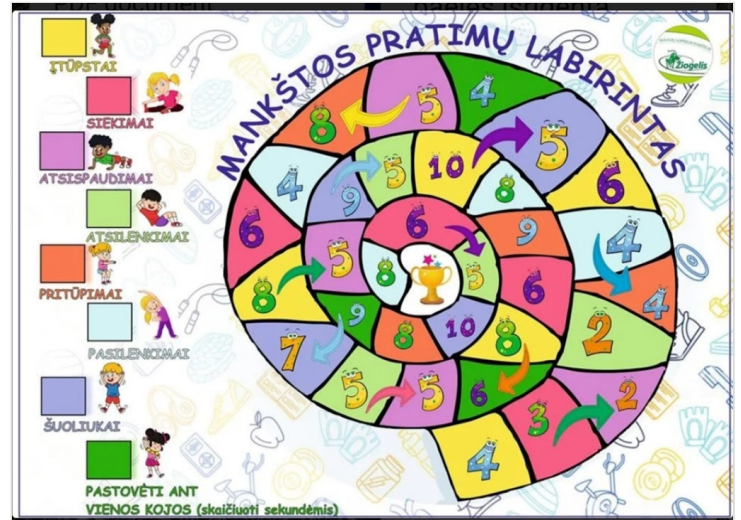 MANKŠTOS PRATIMŲ LABIRINTAS
Žiogelis
ĮTŪPSTAI
SIEKIMAI
ATSISPAUDIMAI
ATSILENKIMAI
PRITŪPIMAI
PASILENKIMAI
ŠUOLIUKAI
PASTOVĖTI ANT
VIENOS KOJOS (skaičiuoti sekundėmis)
8 5 4 5
4 9 5 10 8 6
6 5 6 9 4
8 8 5 6 4
9 8 10 8 2
7 5 5 6 3 2
4